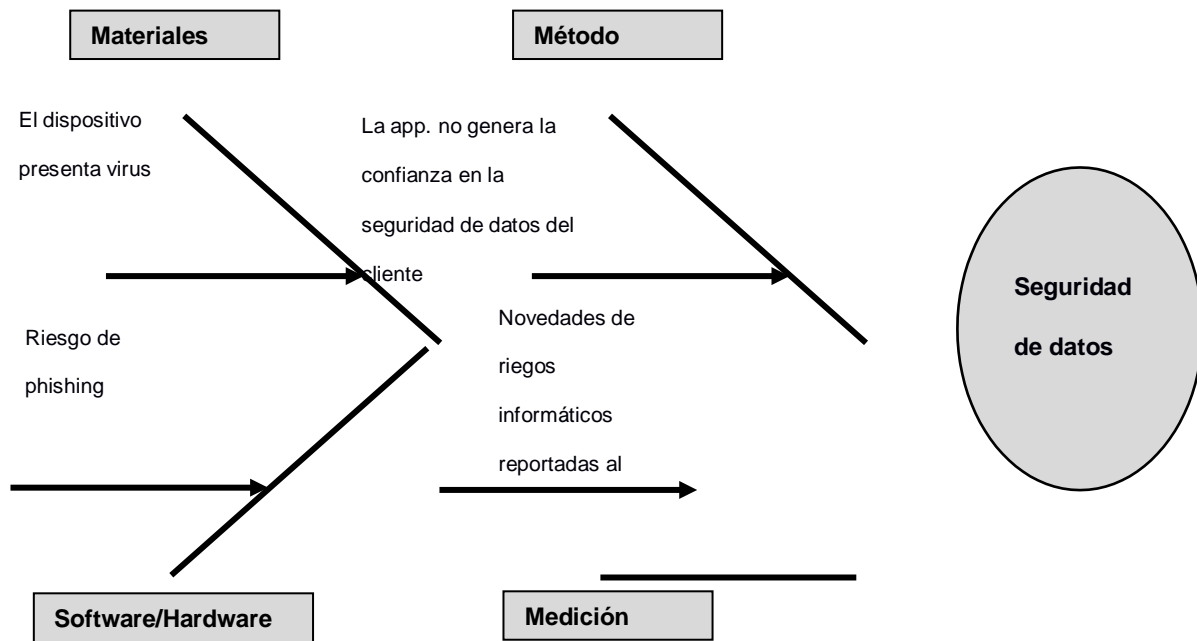 Materiales
Método
El dispositivo
presenta virus
La app. no genera la
confianza en la
seguridad de datos del
cliente
Seguridad
de datos
Riesgo de
phishing
Novedades de
riegos
informáticos
reportadas al
Software/Hardware
Medición